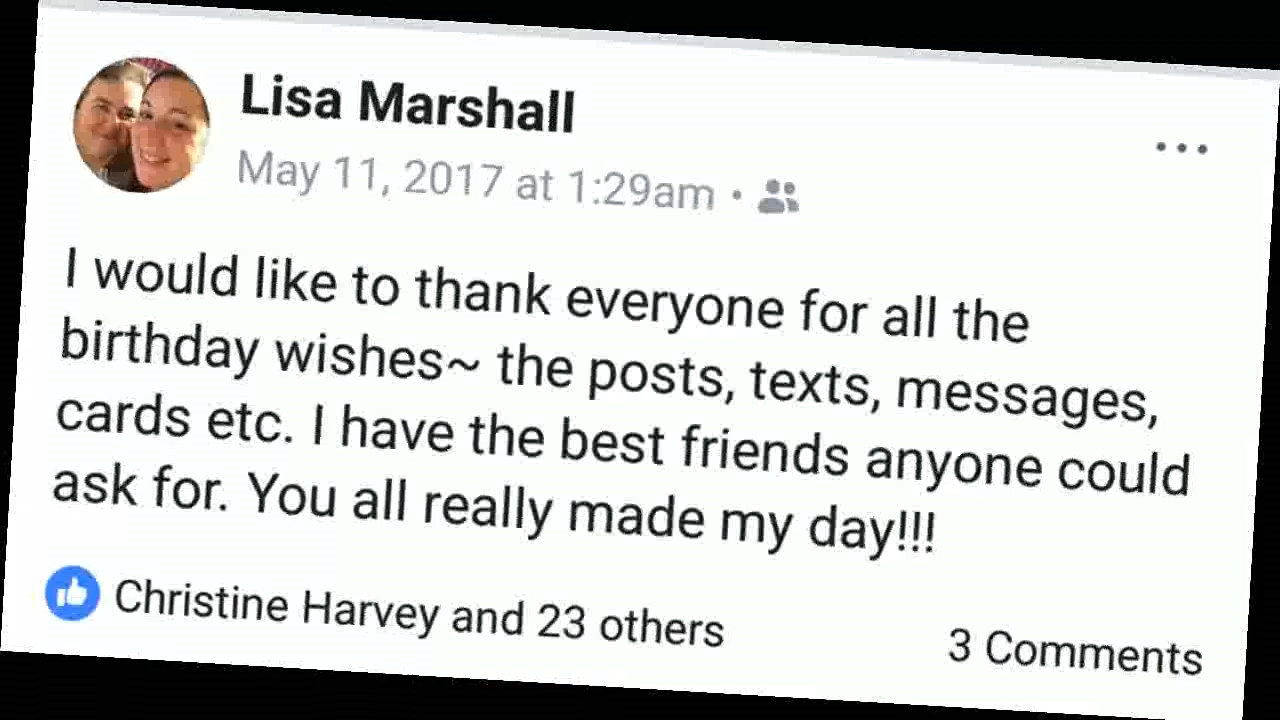 Lisa Marshall
May 11, 2017 at 1:29am
I would like to thank everyone for all the
birthday wishes~ the posts, texts, messages,
cards etc. I have the best friends anyone could
ask for. You all really made my day!!!
Christine Harvey and 23 others
3 Comments